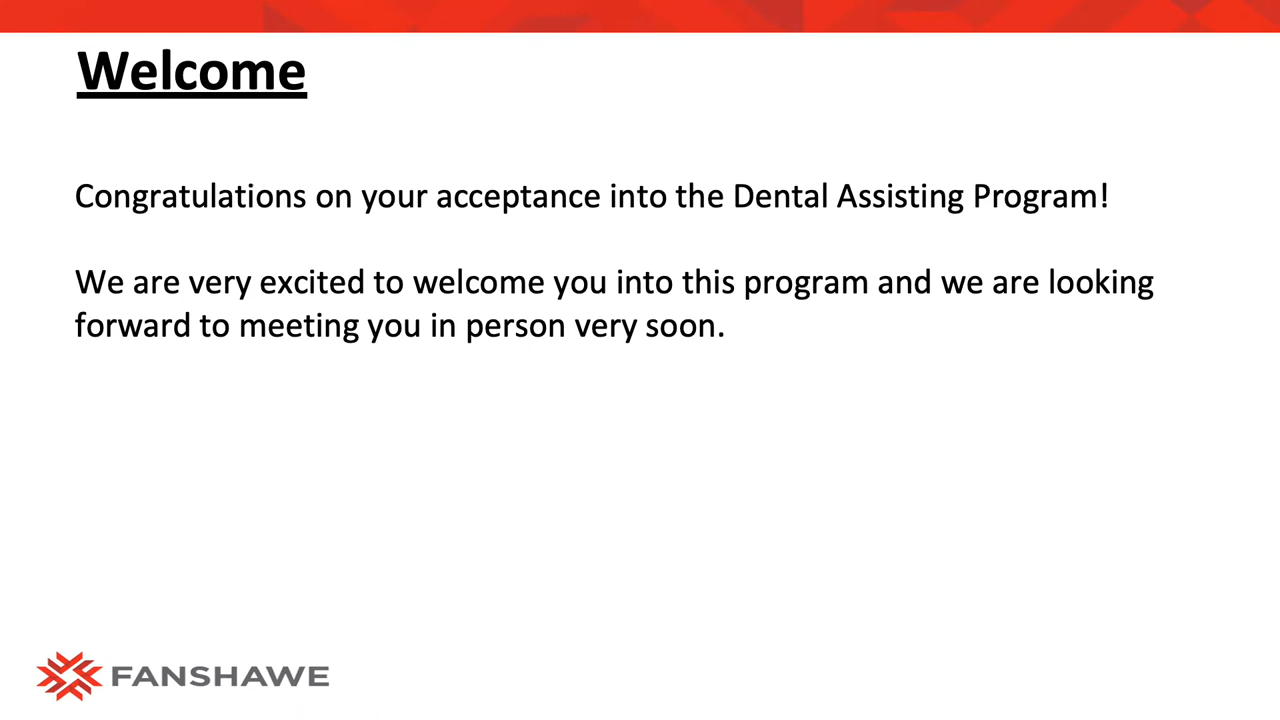 Welcome
Congratulations on your acceptance into the Dental Assisting Program!
We are very excited to welcome you into this program and we are looking
forward to meeting you in person very soon.
FANSHAWE